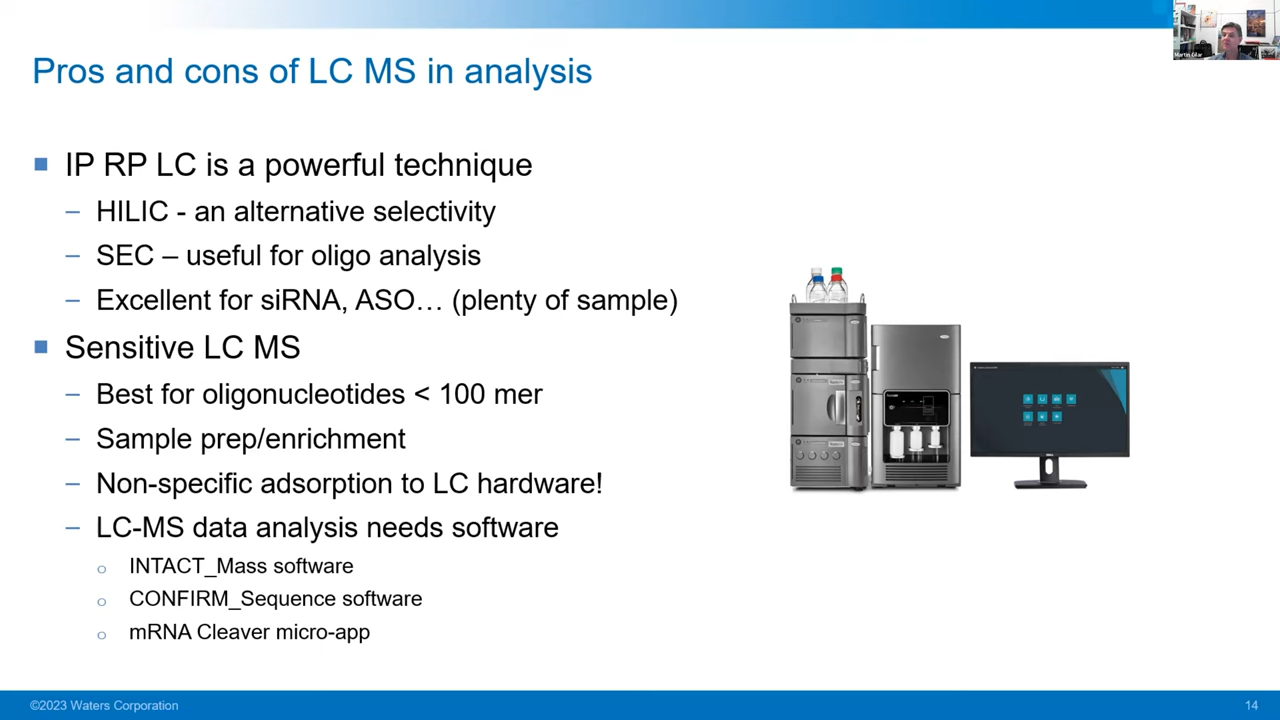 Martin Gilar
Pros and cons of LC MS in analysis
IP RP LC is a powerful technique
– HILIC - an alternative selectivity
– SEC – useful for oligo analysis
– Excellent for siRNA, ASO… (plenty of sample)
Sensitive LC MS
– Best for oligonucleotides < 100 mer
– Sample prep/enrichment
– Non-specific adsorption to LC hardware!
– LC-MS data analysis needs software
o INTACT_Mass software
o CONFIRM_Sequence software
o mRNA Cleaver micro-app
©2023 Waters Corporation
14